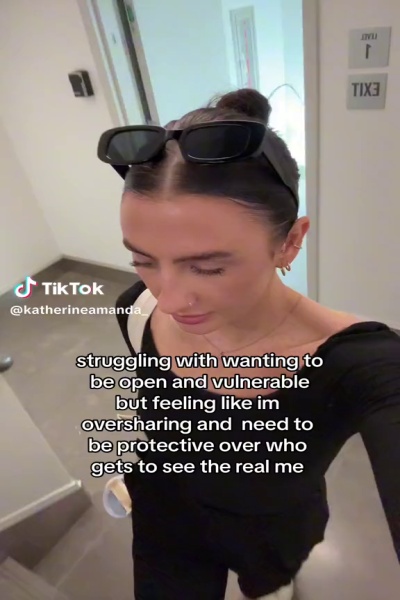 LEVEL
1
EXIT
TikTok
@katherineamanda_
struggling with wanting to
be open and vulnerable
but feeling like im
oversharing and need to
be protective over who
gets to see the real me